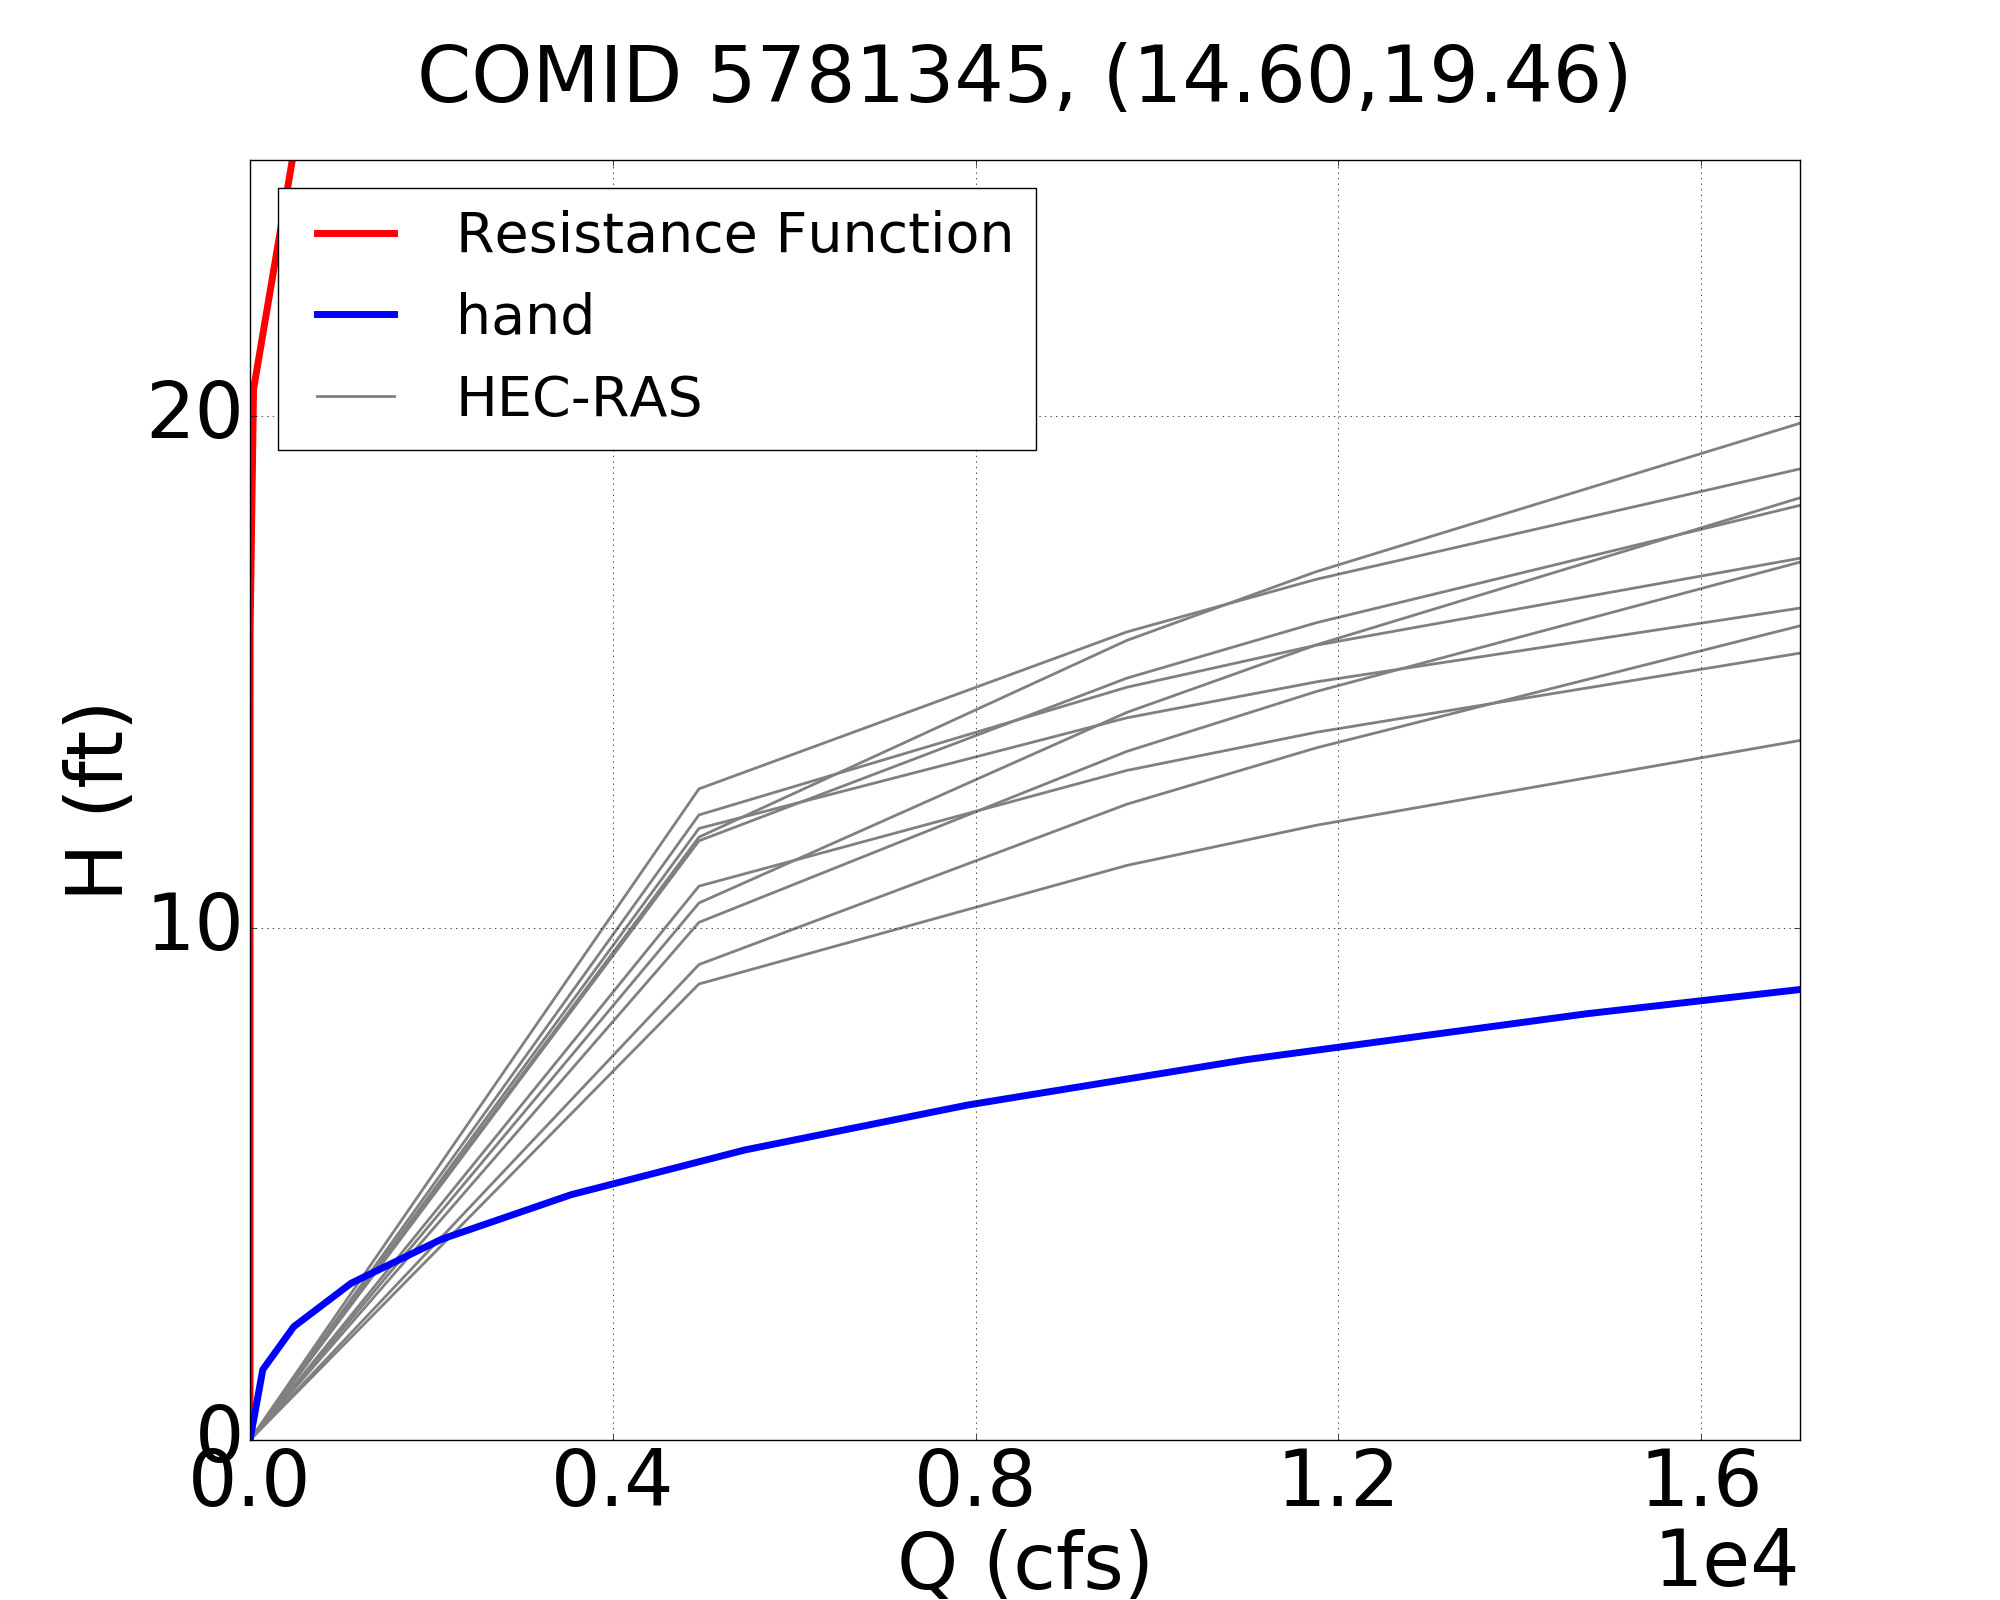 COMID 5781345, (14.60,19.46)
Resistance Function
hand
HEC-RAS
20
10
0
H (ft)
0.0 0.4 0.8 1.2 1.6
1e4
Q (cfs)